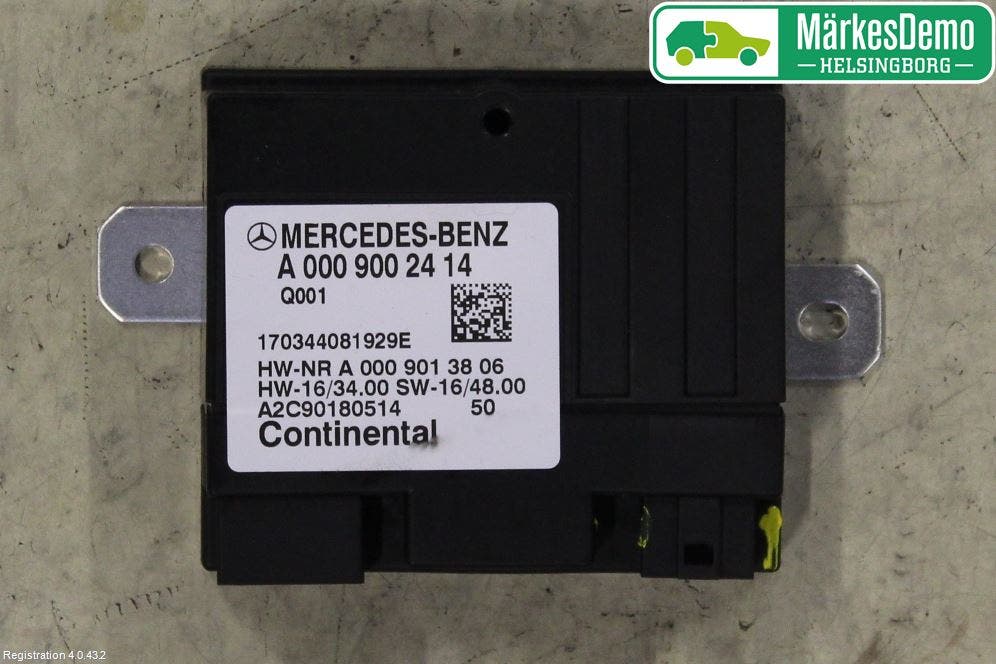 MärkesDemo
HELSINGBORG
MERCEDES-BENZ
A 000 900 24 14
Q001
170344081929E
HW-NR A 000 901 38 06
HW-16/34.00 SW-16/48.00
A2C90180514 50
Continental
Registration 4.0.43.2